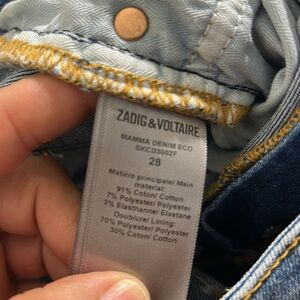 ZADIG&VOLTAIRE
MAMMA DENIM ECO
SKCO3002F
28
Matière principale/ Main
material:
91% Coton/ Cotton
7% Polyester/ Polyester
2% Elasthanne/ Elastane
Doublure/ Lining:
70% Polyester/ Polyester
30% Coton/ Cotton